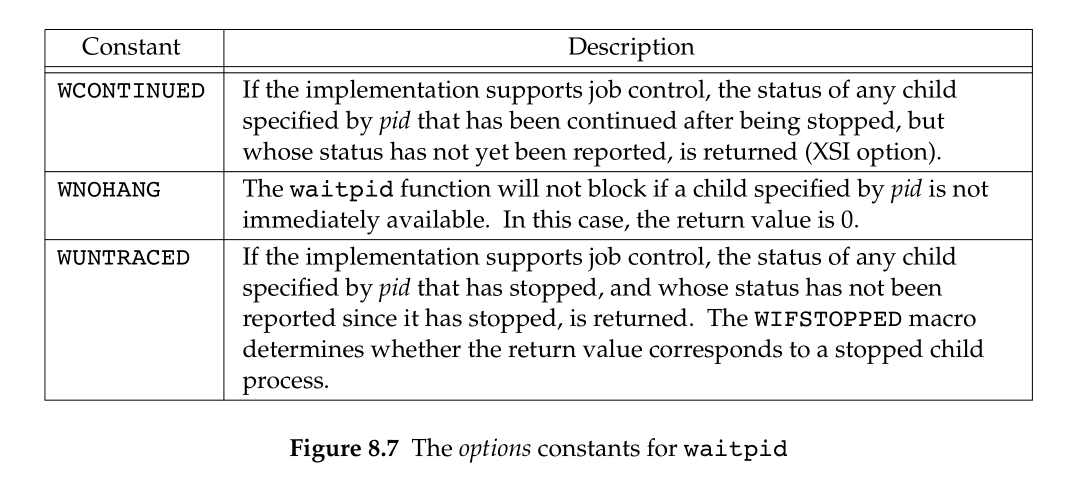 Constant Description
WCONTINUED If the implementation supports job control, the status of any child
specified by pid that has been continued after being stopped, but
whose status has not yet been reported, is returned (XSI option).
WNOHANG The waitpid function will not block if a child specified by pid is not
immediately available. In this case, the return value is 0.
WUNTRACED If the implementation supports job control, the status of any child
specified by pid that has stopped, and whose status has not been
reported since it has stopped, is returned. The WIFSTOPPED macro
determines whether the return value corresponds to a stopped child
process.
Figure 8.7 The options constants for waitpid